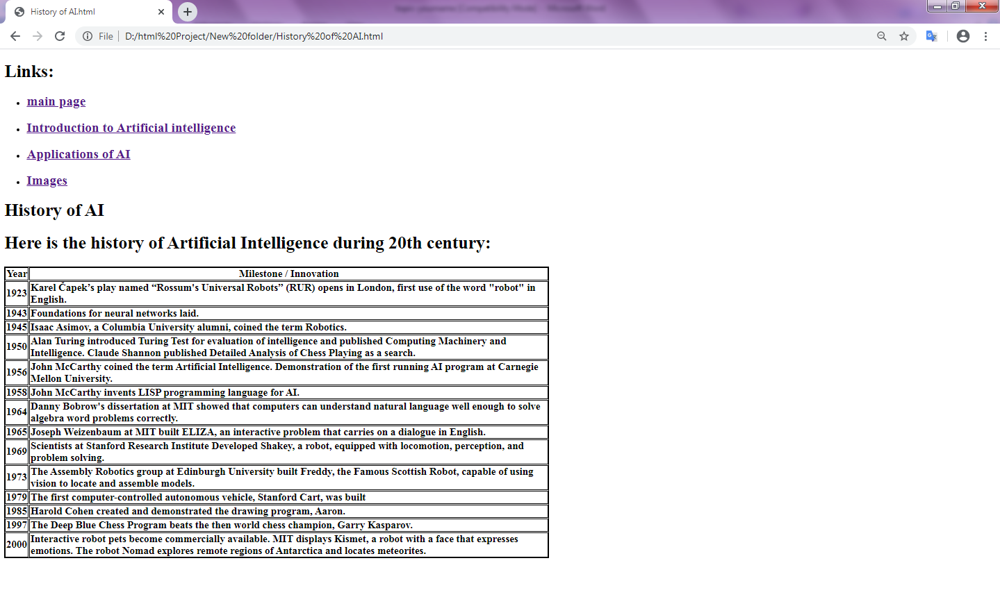 History of AI.html
File | D:/html%20Project/New%20folder/History%20of%20AI.html
Links:
• main page
• Introduction to Artificial intelligence
• Applications of AI
• Images
History of AI
Here is the history of Artificial Intelligence during 20th century:
Year Milestone / Innovation
1923 Karel Čapek’s play named “Rossum's Universal Robots” (RUR) opens in London, first use of the word "robot" in
English.
1943 Foundations for neural networks laid.
1945 Isaac Asimov, a Columbia University alumni, coined the term Robotics.
1950 Alan Turing introduced Turing Test for evaluation of intelligence and published Computing Machinery and
Intelligence. Claude Shannon published Detailed Analysis of Chess Playing as a search.
1956 John McCarthy coined the term Artificial Intelligence. Demonstration of the first running AI program at Carnegie
Mellon University.
1958 John McCarthy invents LISP programming language for AI.
1964 Danny Bobrow's dissertation at MIT showed that computers can understand natural language well enough to solve
algebra word problems correctly.
1965 Joseph Weizenbaum at MIT built ELIZA, an interactive problem that carries on a dialogue in English.
1969 Scientists at Stanford Research Institute Developed Shakey, a robot, equipped with locomotion, perception, and
problem solving.
1973 The Assembly Robotics group at Edinburgh University built Freddy, the Famous Scottish Robot, capable of using
vision to locate and assemble models.
1979 The first computer-controlled autonomous vehicle, Stanford Cart, was built
1985 Harold Cohen created and demonstrated the drawing program, Aaron.
1997 The Deep Blue Chess Program beats the then world chess champion, Garry Kasparov.
2000 Interactive robot pets become commercially available. MIT displays Kismet, a robot with a face that expresses
emotions. The robot Nomad explores remote regions of Antarctica and locates meteorites.